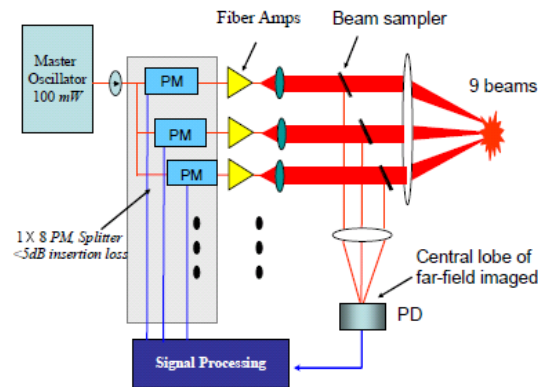 Fiber Amps
Beam sampler
Master
Oscillator
100 mW
PM
9 beams
PM
PM
1 X 8 PM, Splitter
<5dB insertion loss
Central lobe of
far-field imaged
PD
Signal Processing